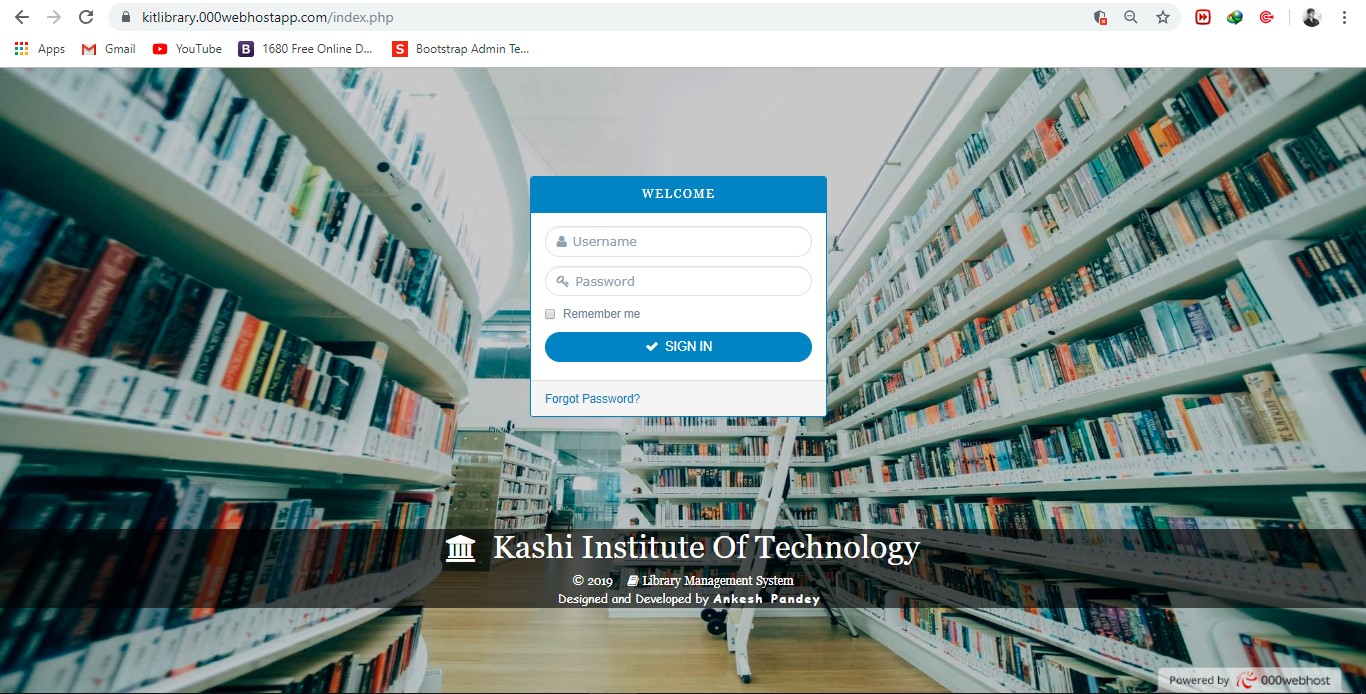 kitlibrary.000webhostapp.com/index.php
Apps Gmail YouTube B 1680 Free Online D... S Bootstrap Admin Te...
WELCOME
Username
Password
Remember me
SIGN IN
Forgot Password?
Kashi Institute Of Technology
© 2019 Library Management System
Designed and Developed by Ankesh Pandey
Powered by 000webhost